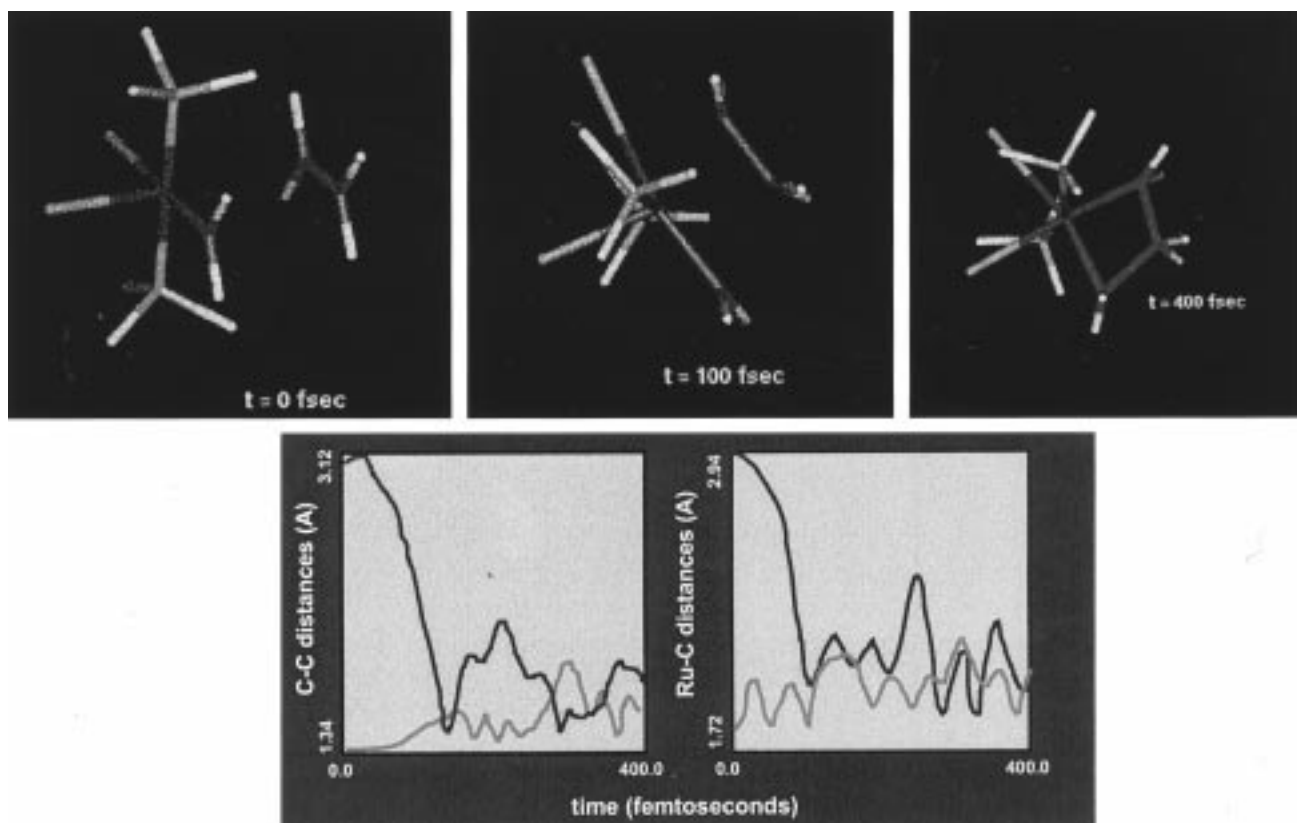 t = 0 fsec
t = 100 fsec
t = 400 fsec
C-C distances (A)
3.12
1.34
0.0
400.0
Ru-C distances (A)
2.94
1.72
0.0
400.0
time (femtoseconds)